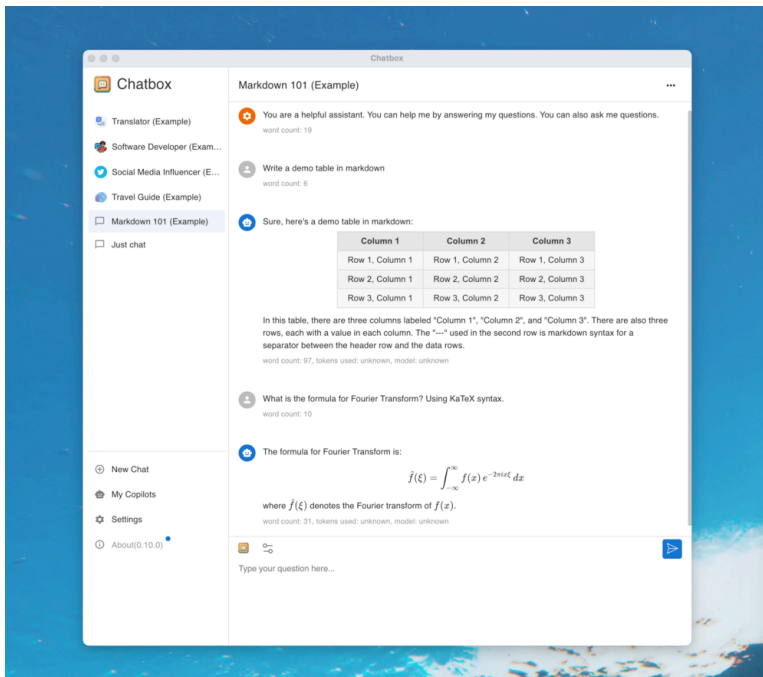 Chatbox
Chatbox
Markdown 101 (Example)
...
Translator (Example)
Software Developer (Exam...
Social Media Influencer (E...
Travel Guide (Example)
Markdown 101 (Example)
Just chat
New Chat
My Copilots
Settings
About(0.10.0)
You are a helpful assistant. You can help me by answering my questions. You can also ask me questions.
word count: 19
Write a demo table in markdown
word count: 6
Sure, here's a demo table in markdown:
Column 1 Column 2 Column 3
Row 1, Column 1 Row 1, Column 2 Row 1, Column 3
Row 2, Column 1 Row 2, Column 2 Row 2, Column 3
Row 3, Column 1 Row 3, Column 2 Row 3, Column 3
In this table, there are three columns labeled "Column 1", "Column 2", and "Column 3". There are also three
rows, each with a value in each column. The "---" used in the second row is markdown syntax for a
separator between the header row and the data rows.
word count: 97, tokens used: unknown, model: unknown
What is the formula for Fourier Transform? Using KaTeX syntax.
word count: 10
The formula for Fourier Transform is:
f̂(ξ) = ∫_{-∞}^{∞} f(x) e^{-2πixξ} dx
where f̂(ξ) denotes the Fourier transform of f(x).
word count: 31, tokens used: unknown, model: unknown
Type your question here...